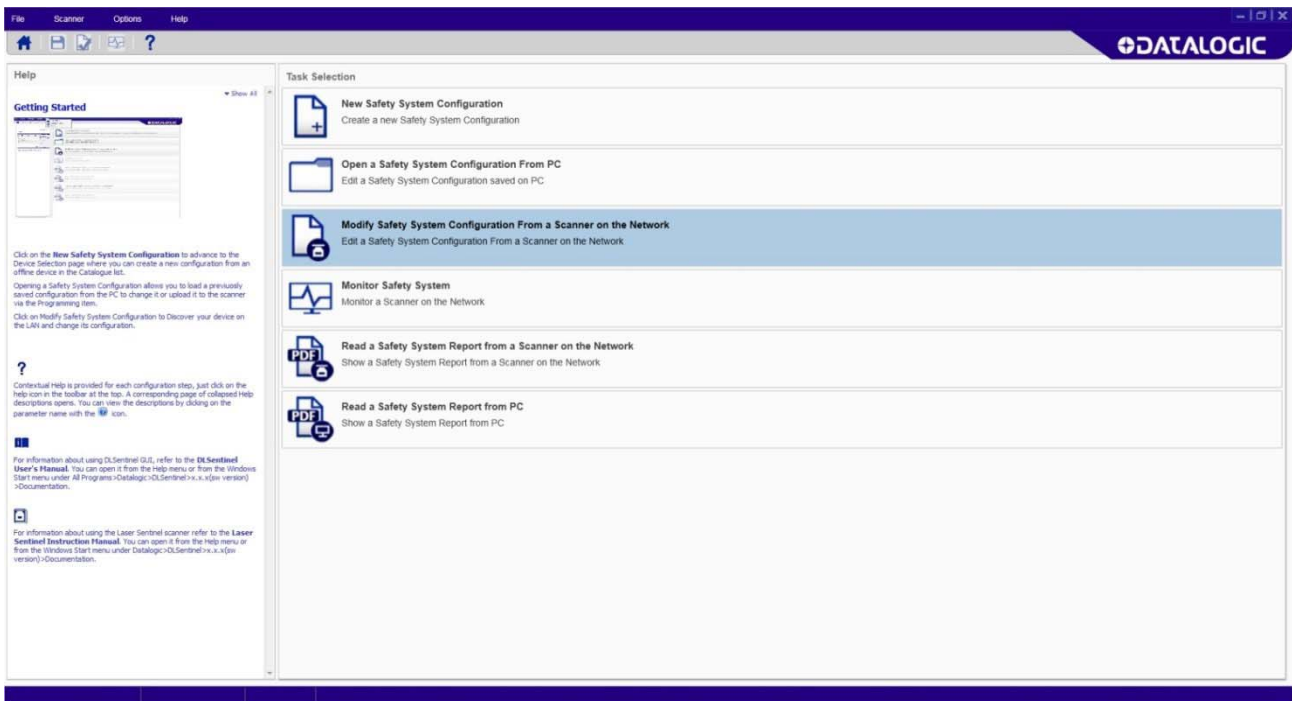 File Scanner Options Help
?
DATALOGIC
Help
Show All
Getting Started
Click on the New Safety System Configuration to advance to the
Device Selection page where you can create a new configuration from an
offline device in the Catalogue list.
Opening a Safety System Configuration allows you to load a previuosly
saved configuration from the PC to change it or upload it to the scanner
via the Programming item.
Click on Modify Safety System Configuration to Discover your device on
the LAN and change its configuration.
?
Contextual Help is provided for each configuration step, just click on the
help icon in the toolbar at the top. A corresponding page of collapsed Help
descriptions opens. You can view the descriptions by clicking on the
parameter name with the icon.
For information about using DLSentinel GUI, refer to the DLSentinel
User's Manual. You can open it from the Help menu or from the Windows
Start menu under All Programs>Datalogic>DLSentinel>x.x.x(sw version)
>Documentation.
For information about using the Laser Sentinel scanner refer to the Laser
Sentinel Instruction Manual. You can open it from the Help menu or
from the Windows Start menu under Datalogic>DLSentinel>x.x.x(sw
version)>Documentation.
Task Selection
New Safety System Configuration
Create a new Safety System Configuration
Open a Safety System Configuration From PC
Edit a Safety System Configuration saved on PC
Modify Safety System Configuration From a Scanner on the Network
Edit a Safety System Configuration From a Scanner on the Network
Monitor Safety System
Monitor a Scanner on the Network
PDF
Read a Safety System Report from a Scanner on the Network
Show a Safety System Report from a Scanner on the Network
PDF
Read a Safety System Report from PC
Show a Safety System Report from PC